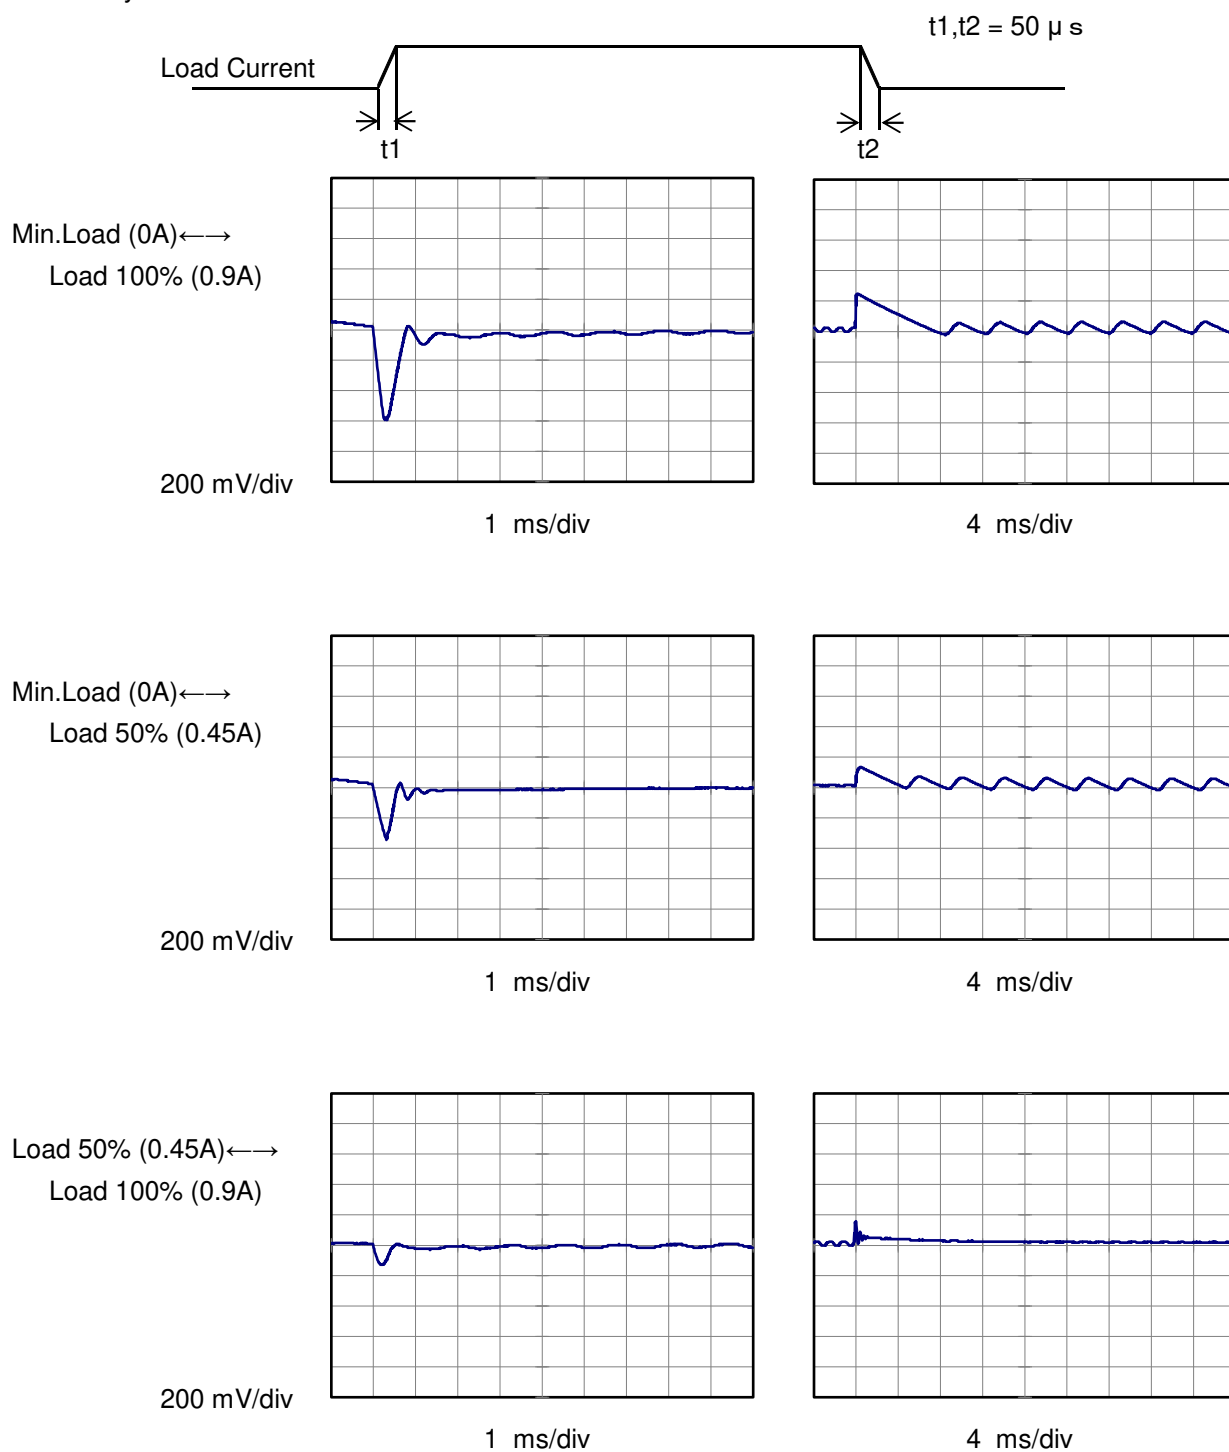 t1,t2 = 50 μ s
Load Current
t1
t2
Min.Load (0A)←→
Load 100% (0.9A)
200 mV/div
1 ms/div
4 ms/div
Min.Load (0A)←→
Load 50% (0.45A)
200 mV/div
1 ms/div
4 ms/div
Load 50% (0.45A)←→
Load 100% (0.9A)
200 mV/div
1 ms/div
4 ms/div